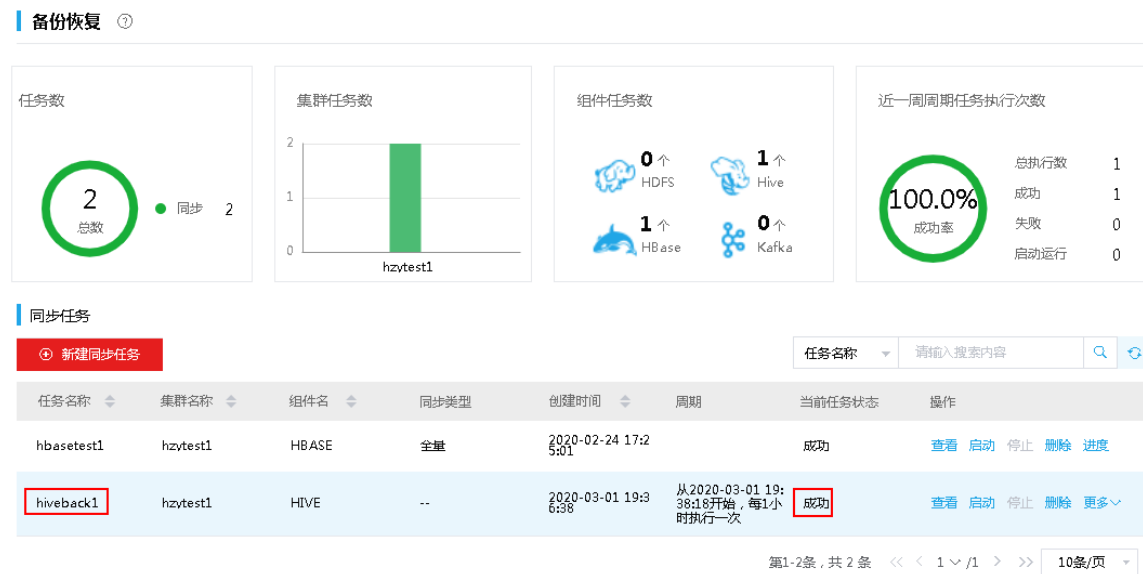 备份恢复 ?
任务数
2
总数
同步 2
集群任务数
2
1
0
hzytest1
组件任务数
0 个
HDFS
1 个
Hive
1 个
HBase
0 个
Kafka
近一周周期任务执行次数
100.0%
成功率
总执行数 1
成功 1
失败 0
启动运行 0
同步任务
新建同步任务
任务名称 请输入搜索内容
任务名称 集群名称 组件名 同步类型 创建时间 周期 当前任务状态 操作
hbasetest1 hzytest1 HBASE 全量 2020-02-24 17:2
5:01 成功 查看 启动 停止 删除 进度
hiveback1 hzytest1 HIVE -- 2020-03-01 19:3
6:38
从2020-03-01 19:
38:18开始，每1小
时执行一次
成功 查看 启动 停止 删除 更多
第1-2条，共 2 条 << < 1 /1 > >> 10条/页